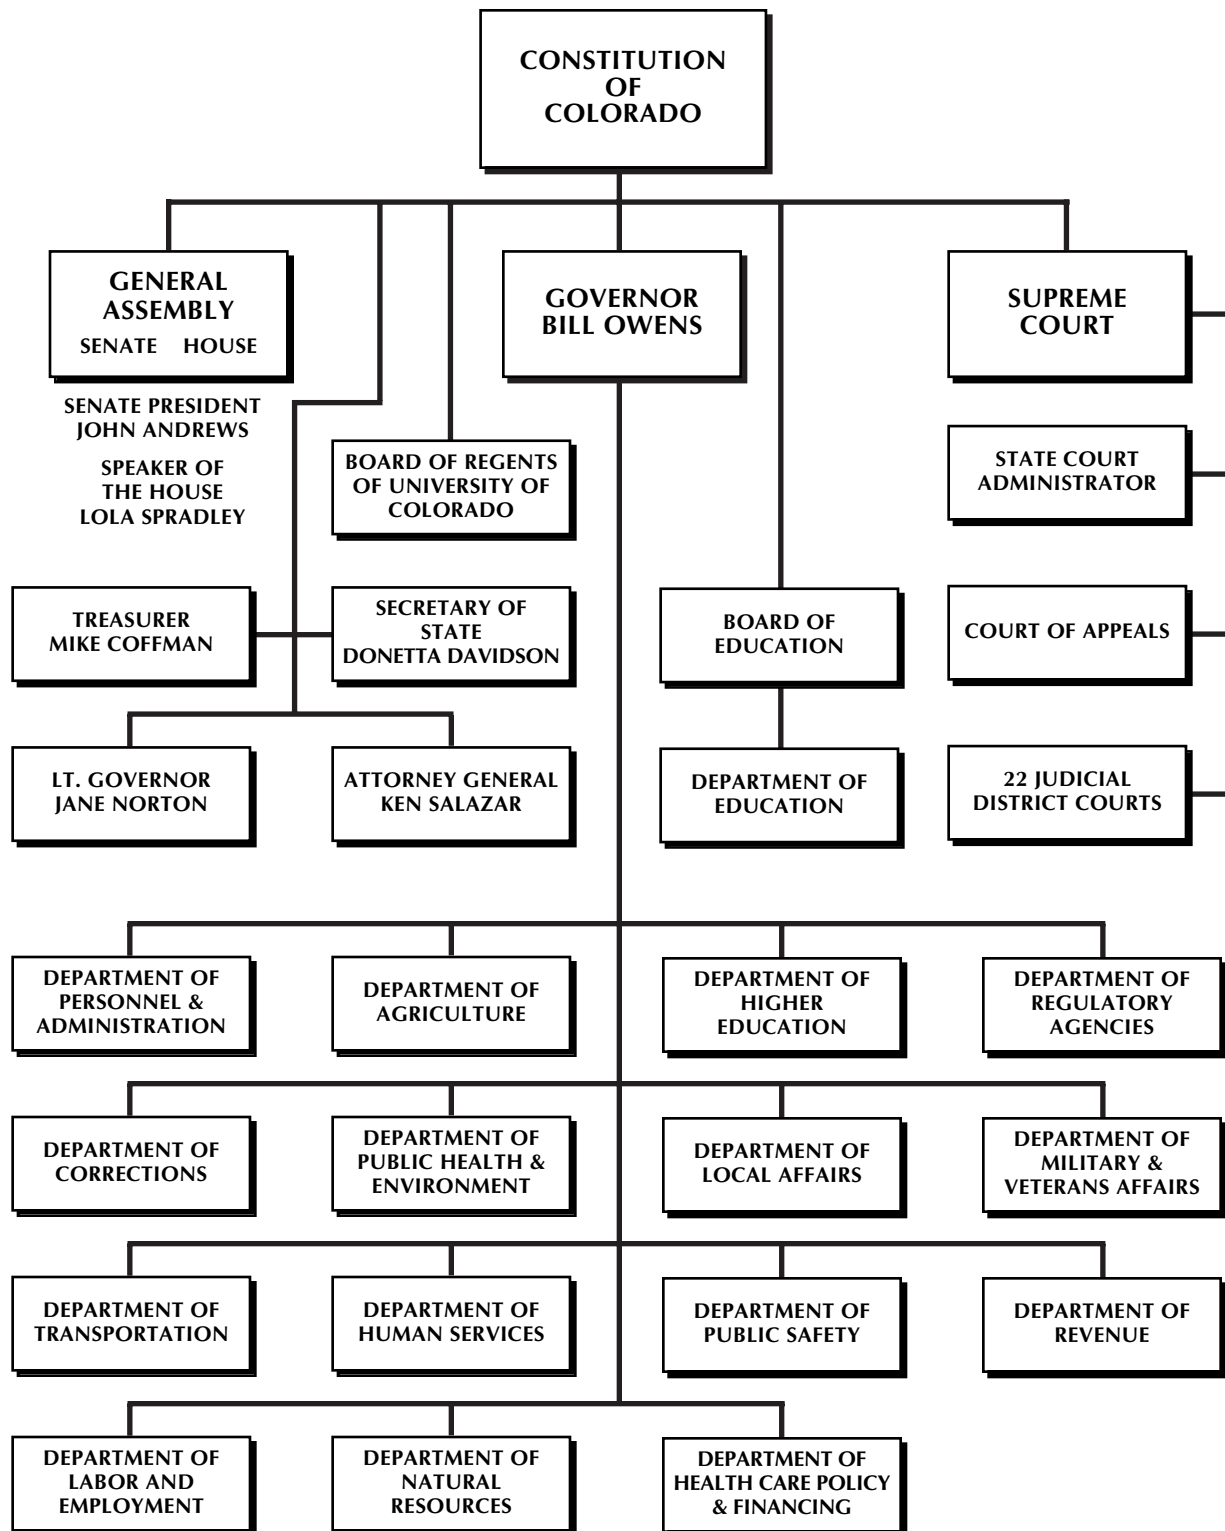 CONSTITUTION
OF
COLORADO
GENERAL
ASSEMBLY
SENATE HOUSE
GOVERNOR
BILL OWENS
SUPREME
COURT
SENATE PRESIDENT
JOHN ANDREWS
SPEAKER OF
THE HOUSE
LOLA SPRADLEY
BOARD OF REGENTS
OF UNIVERSITY OF
COLORADO
STATE COURT
ADMINISTRATOR
TREASURER
MIKE COFFMAN
SECRETARY OF
STATE
DONETTA DAVIDSON
BOARD OF
EDUCATION
COURT OF APPEALS
LT. GOVERNOR
JANE NORTON
ATTORNEY GENERAL
KEN SALAZAR
DEPARTMENT OF
EDUCATION
22 JUDICIAL
DISTRICT COURTS
DEPARTMENT OF
PERSONNEL &
ADMINISTRATION
DEPARTMENT OF
AGRICULTURE
DEPARTMENT OF
HIGHER
EDUCATION
DEPARTMENT OF
REGULATORY
AGENCIES
DEPARTMENT OF
CORRECTIONS
DEPARTMENT OF
PUBLIC HEALTH &
ENVIRONMENT
DEPARTMENT OF
LOCAL AFFAIRS
DEPARTMENT OF
MILITARY &
VETERANS AFFAIRS
DEPARTMENT OF
TRANSPORTATION
DEPARTMENT OF
HUMAN SERVICES
DEPARTMENT OF
PUBLIC SAFETY
DEPARTMENT OF
REVENUE
DEPARTMENT OF
LABOR AND
EMPLOYMENT
DEPARTMENT OF
NATURAL
RESOURCES
DEPARTMENT OF
HEALTH CARE POLICY
& FINANCING